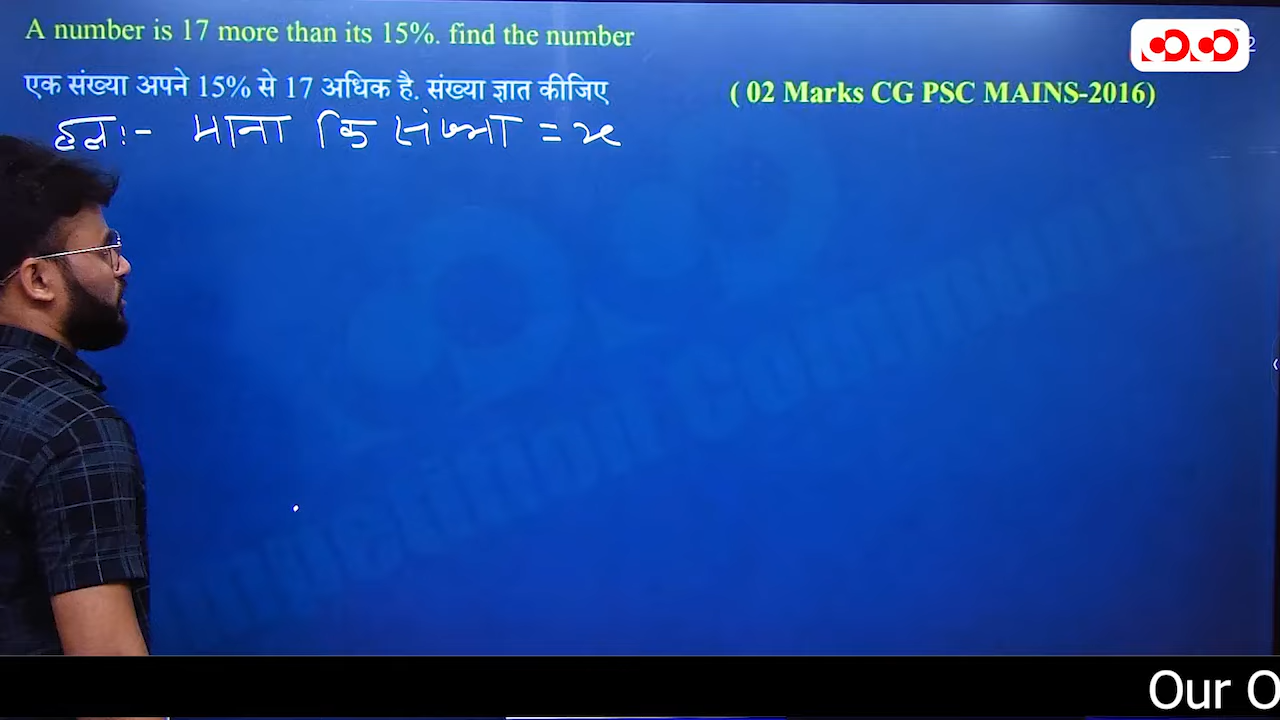 A number is 17 more than its 15%. find the number
एक संख्या अपने 15% से 17 अधिक है. संख्या ज्ञात कीजिए
( 02 Marks CG PSC MAINS-2016)
हल :- माना कि संख्या = x
Our O